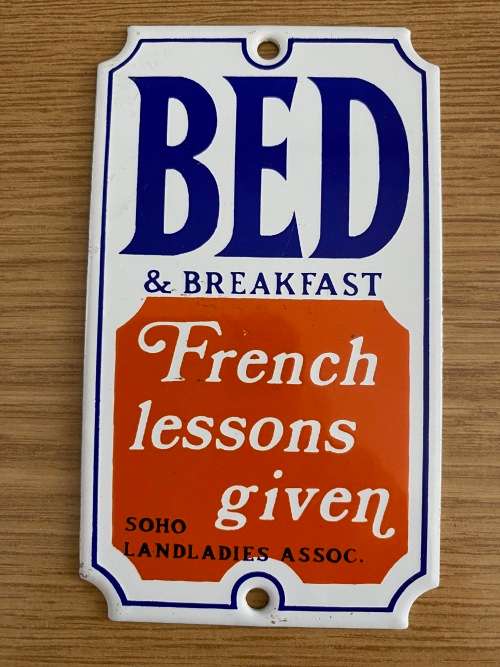 BED
& BREAKFAST
French
lessons
given
SOHO
LANDLADIES ASSOC.